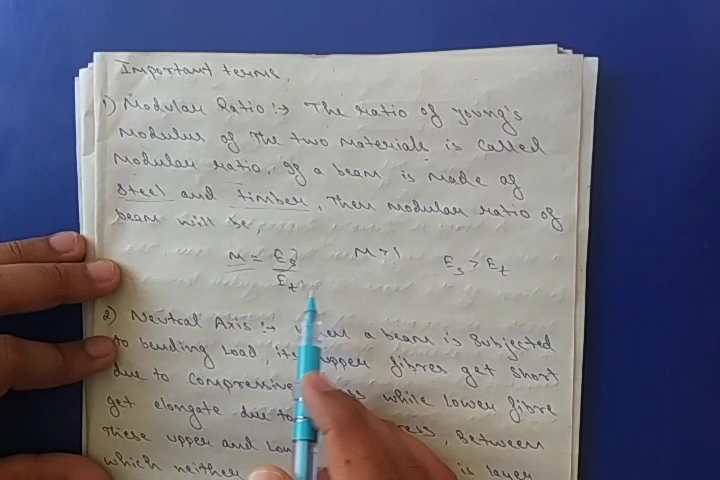 Important terms.
1) Modular Ratio :→ The ratio of young's
modulus of The two materials is called
Modular ratio. If a beam is made of
steel and timber, Then modular ratio of
beam will be,
m = Es / Et m > 1 Es > Et
2) Neutral Axis :→ a beam is subjected
to bending load, its upper fibres get short
due to compressive while lower fibre
get elongate due to Between
These upper and
which neither is layer